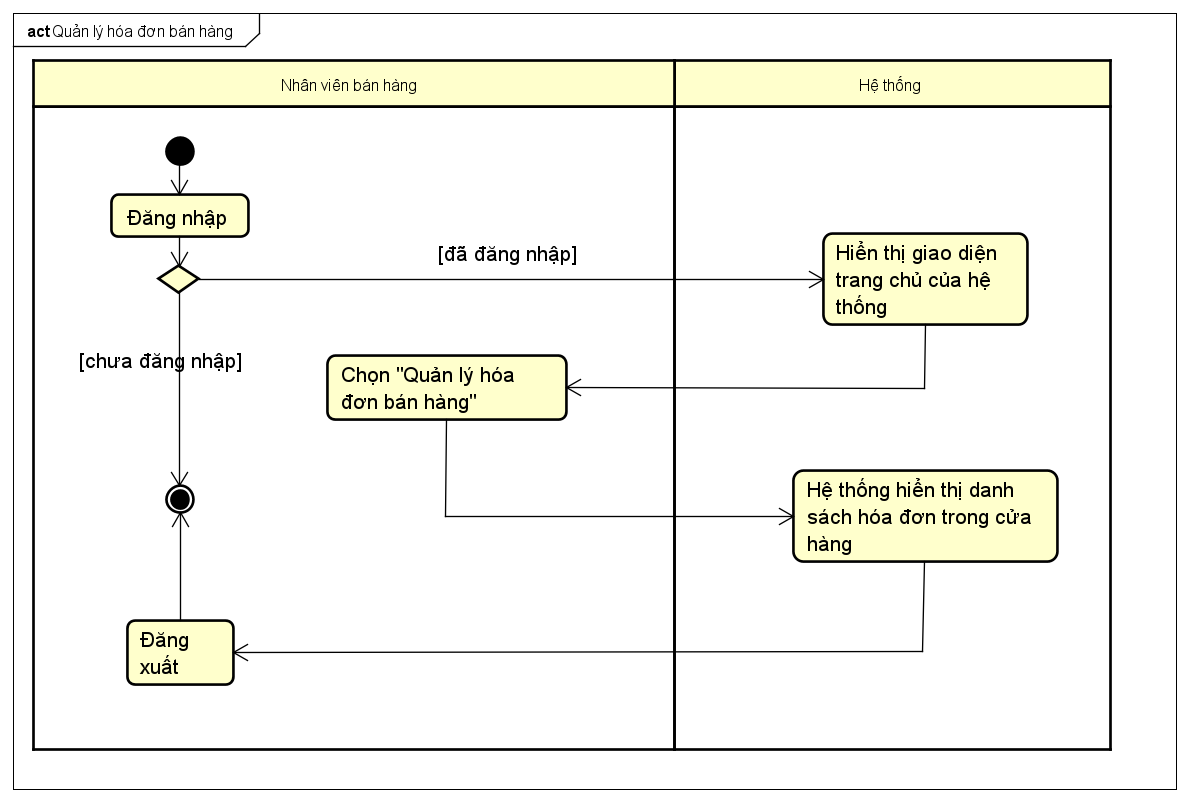 act Quản lý hóa đơn bán hàng
Nhân viên bán hàng
Hệ thống
Đăng nhập
[đã đăng nhập]
Hiển thị giao diện
trang chủ của hệ
thống
[chưa đăng nhập]
Chọn "Quản lý hóa
đơn bán hàng"
Hệ thống hiển thị danh
sách hóa đơn trong cửa
hàng
Đăng
xuất